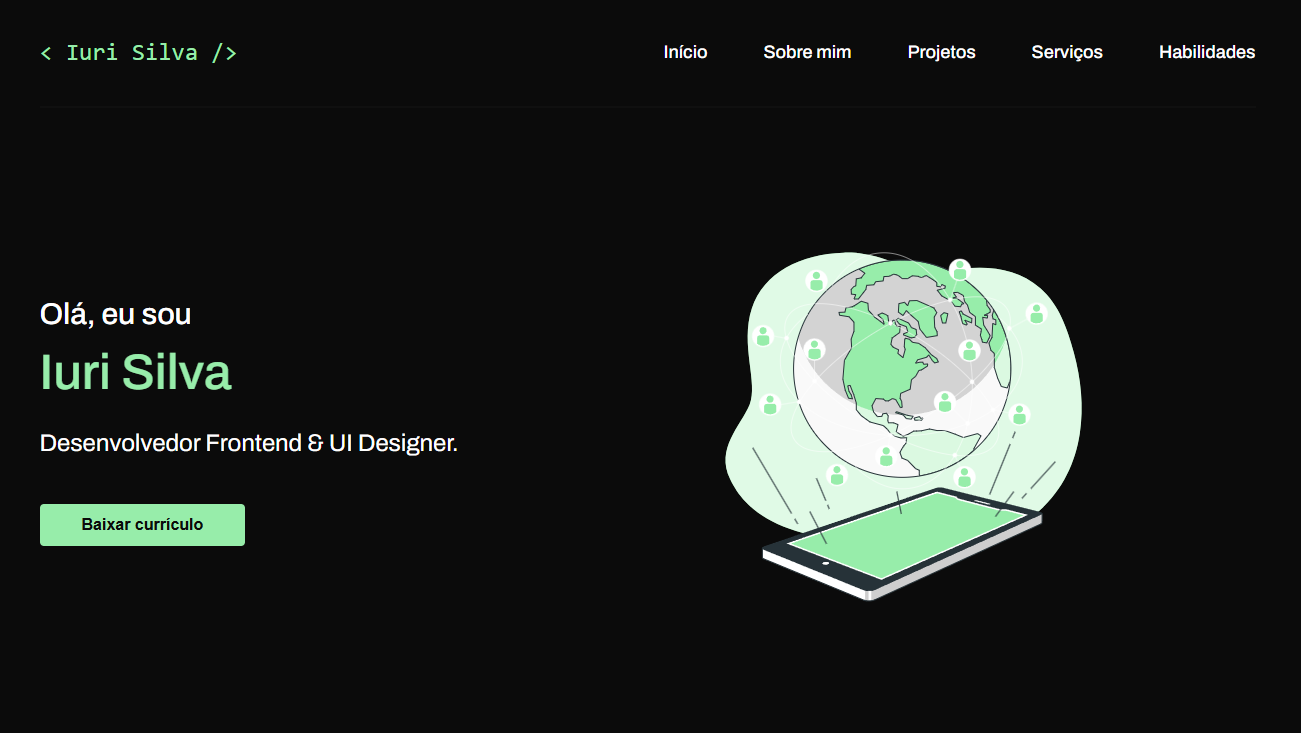 < Iuri Silva />
Início Sobre mim Projetos Serviços Habilidades
Olá, eu sou
Iuri Silva
Desenvolvedor Frontend & UI Designer.
Baixar currículo